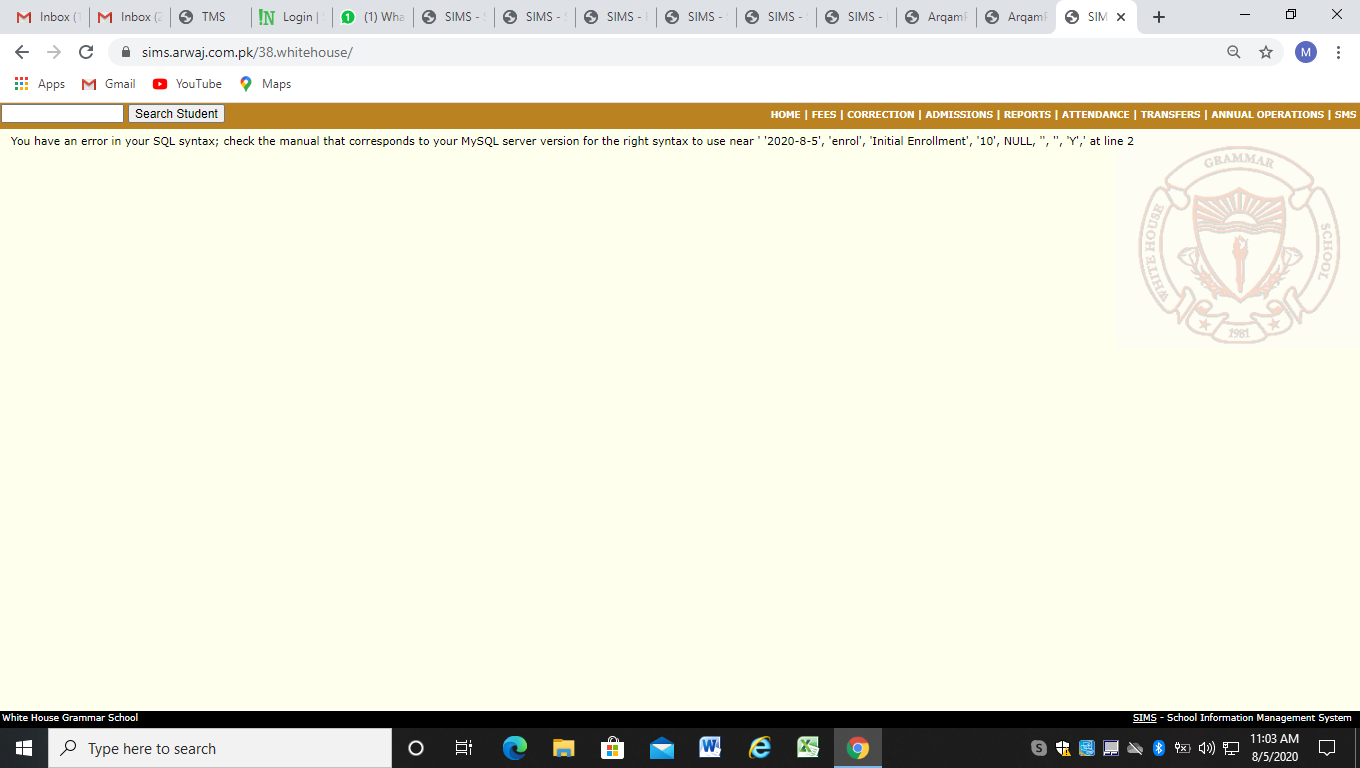 Inbox (1
Inbox (2
TMS
Login |
(1) Wha
SIMS -
SIMS -
SIMS -
SIMS -
SIMS -
SIMS -
ArqamP
ArqamP
SIM
sims.arwaj.com.pk/38.whitehouse/
M
Apps
Gmail
YouTube
Maps
Search Student
HOME | FEES | CORRECTION | ADMISSIONS | REPORTS | ATTENDANCE | TRANSFERS | ANNUAL OPERATIONS | SMS
You have an error in your SQL syntax; check the manual that corresponds to your MySQL server version for the right syntax to use near ' '2020-8-5', 'enrol', 'Initial Enrollment', '10', NULL, '', '', 'Y',' at line 2
GRAMMAR
WHITE HOUSE
SCHOOL
1981
White House Grammar School
SIMS - School Information Management System
Type here to search
11:03 AM
8/5/2020